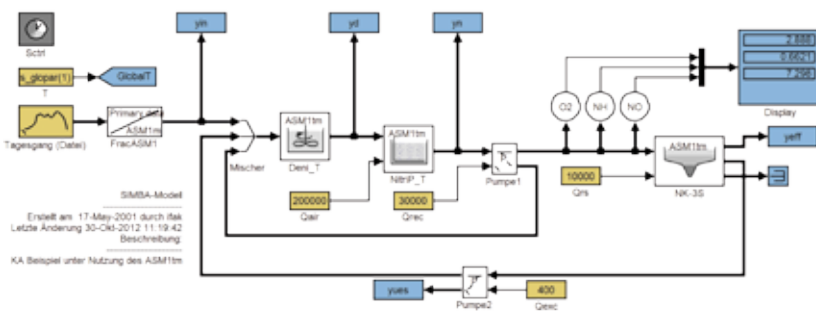 yin
yd
yn
Sctrl
s_glopar(1)
T
GlobalT
Tagesgang (Datei)
Primary data
ASM1m
FracASM1
Mischer
ASM1tm
Deni_T
ASM1tm
NitriP_T
Pumpe1
O2
NH
NO
2.888
0.6621
7.298
Display
ASM1tm
NK-3S
yeff
200000
Qair
30000
Qrec
10000
Qrs
SIMBA-Modell
Erstellt am 17-May-2001 durch ifak
Letzte Änderung 30-Okt-2012 11:19:42
Beschreibung:
KA Beispiel unter Nutzung des ASM1tm
yues
Pumpe2
400
Qexc